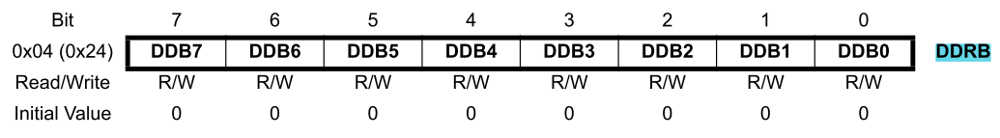 Bit 7 6 5 4 3 2 1 0
0x04 (0x24) DDB7 DDB6 DDB5 DDB4 DDB3 DDB2 DDB1 DDB0 DDRB
Read/Write R/W R/W R/W R/W R/W R/W R/W R/W
Initial Value 0 0 0 0 0 0 0 0